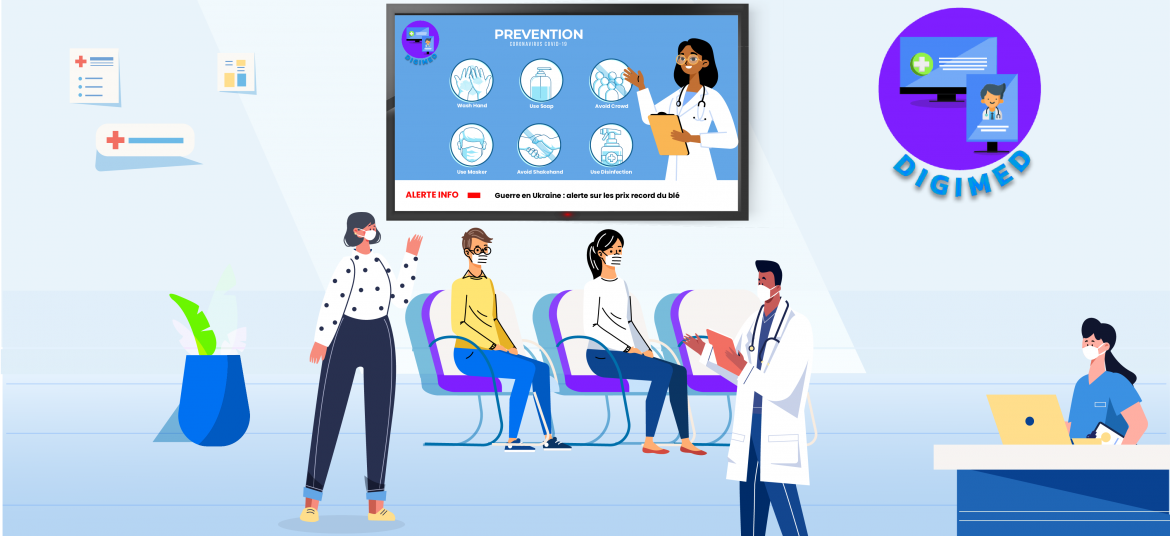 PREVENTION
CORONAVIRUS COVID-19
DIGIMED
Wash Hand
Use Soap
Avoid Crowd
Use Masker
Avoid Shakehand
Use Disinfection
ALERTE INFO
Guerre en Ukraine : alerte sur les prix record du blé
DIGIMED